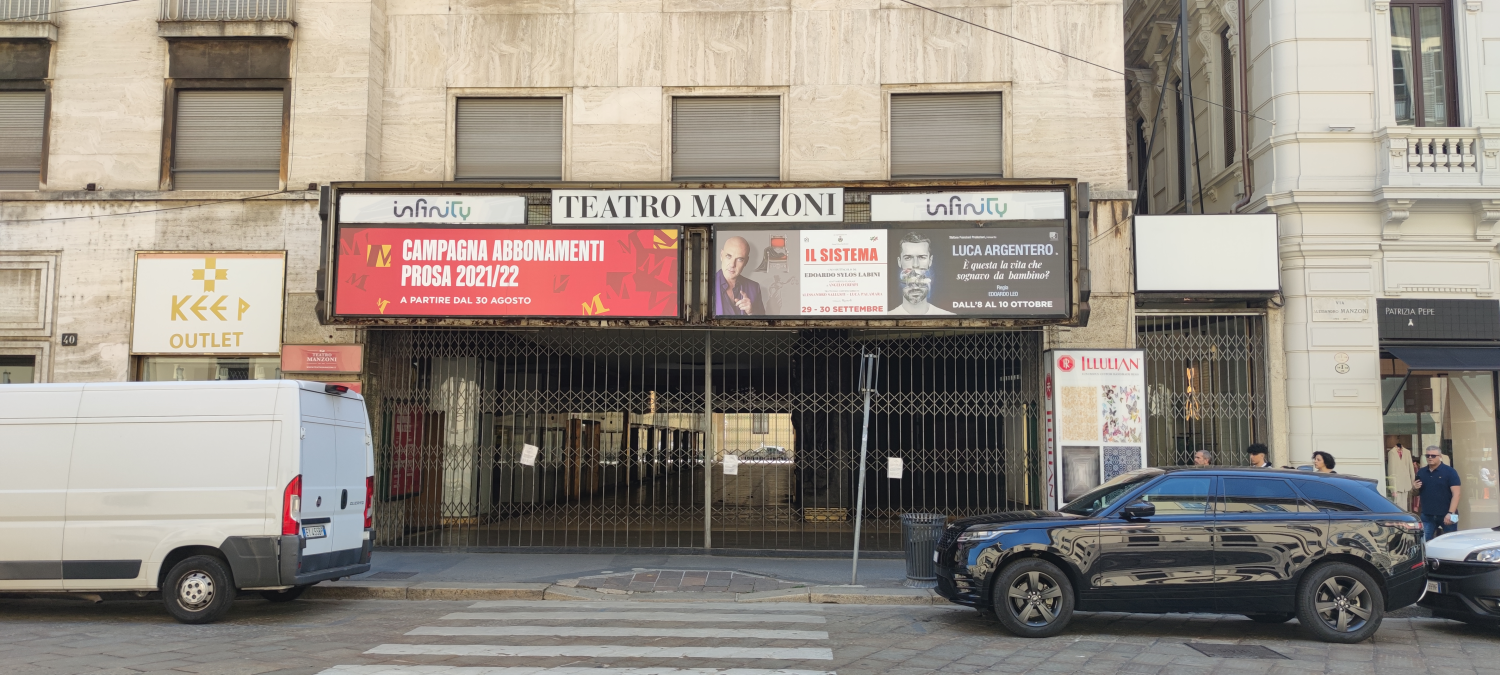 infinity
TEATRO MANZONI
infinity
CAMPAGNA ABBONAMENTI
PROSA 2021/22
A PARTIRE DAL 30 AGOSTO
IL SISTEMA
EDOARDO SYLOS LABINI
29 - 30 SETTEMBRE
LUCA ARGENTERO
È questa la vita che
sognavo da bambino?
Regia
EDOARDO LEO
DALL'8 AL 10 OTTOBRE
KEEP
OUTLET
40
TEATRO
MANZONI
ILLULIAN
MANZONI
PATRIZIA PEPE